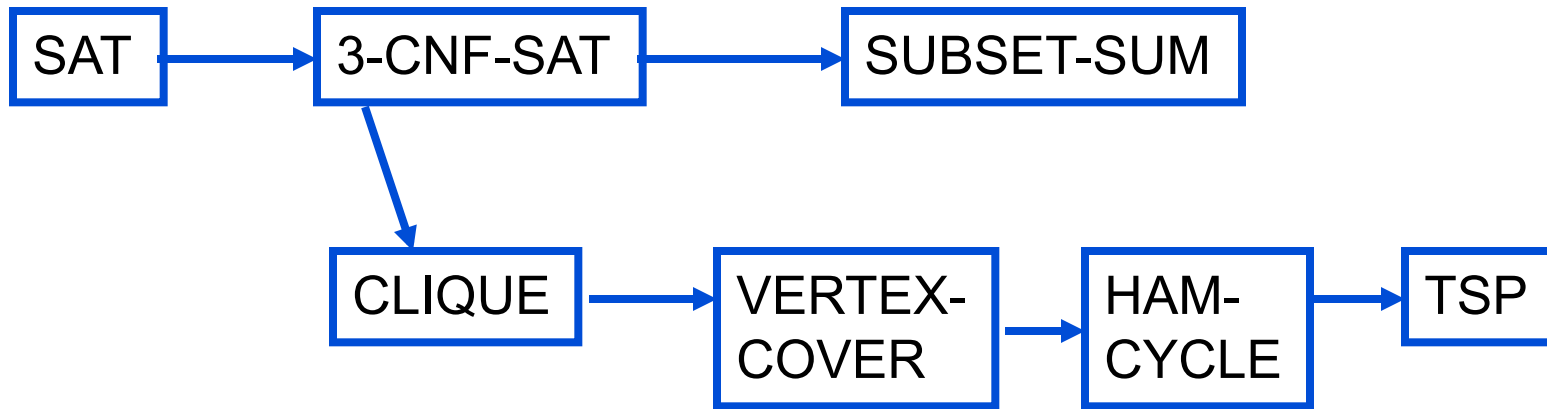 SAT
3-CNF-SAT
SUBSET-SUM
CLIQUE
VERTEX-
COVER
HAM-
CYCLE
TSP